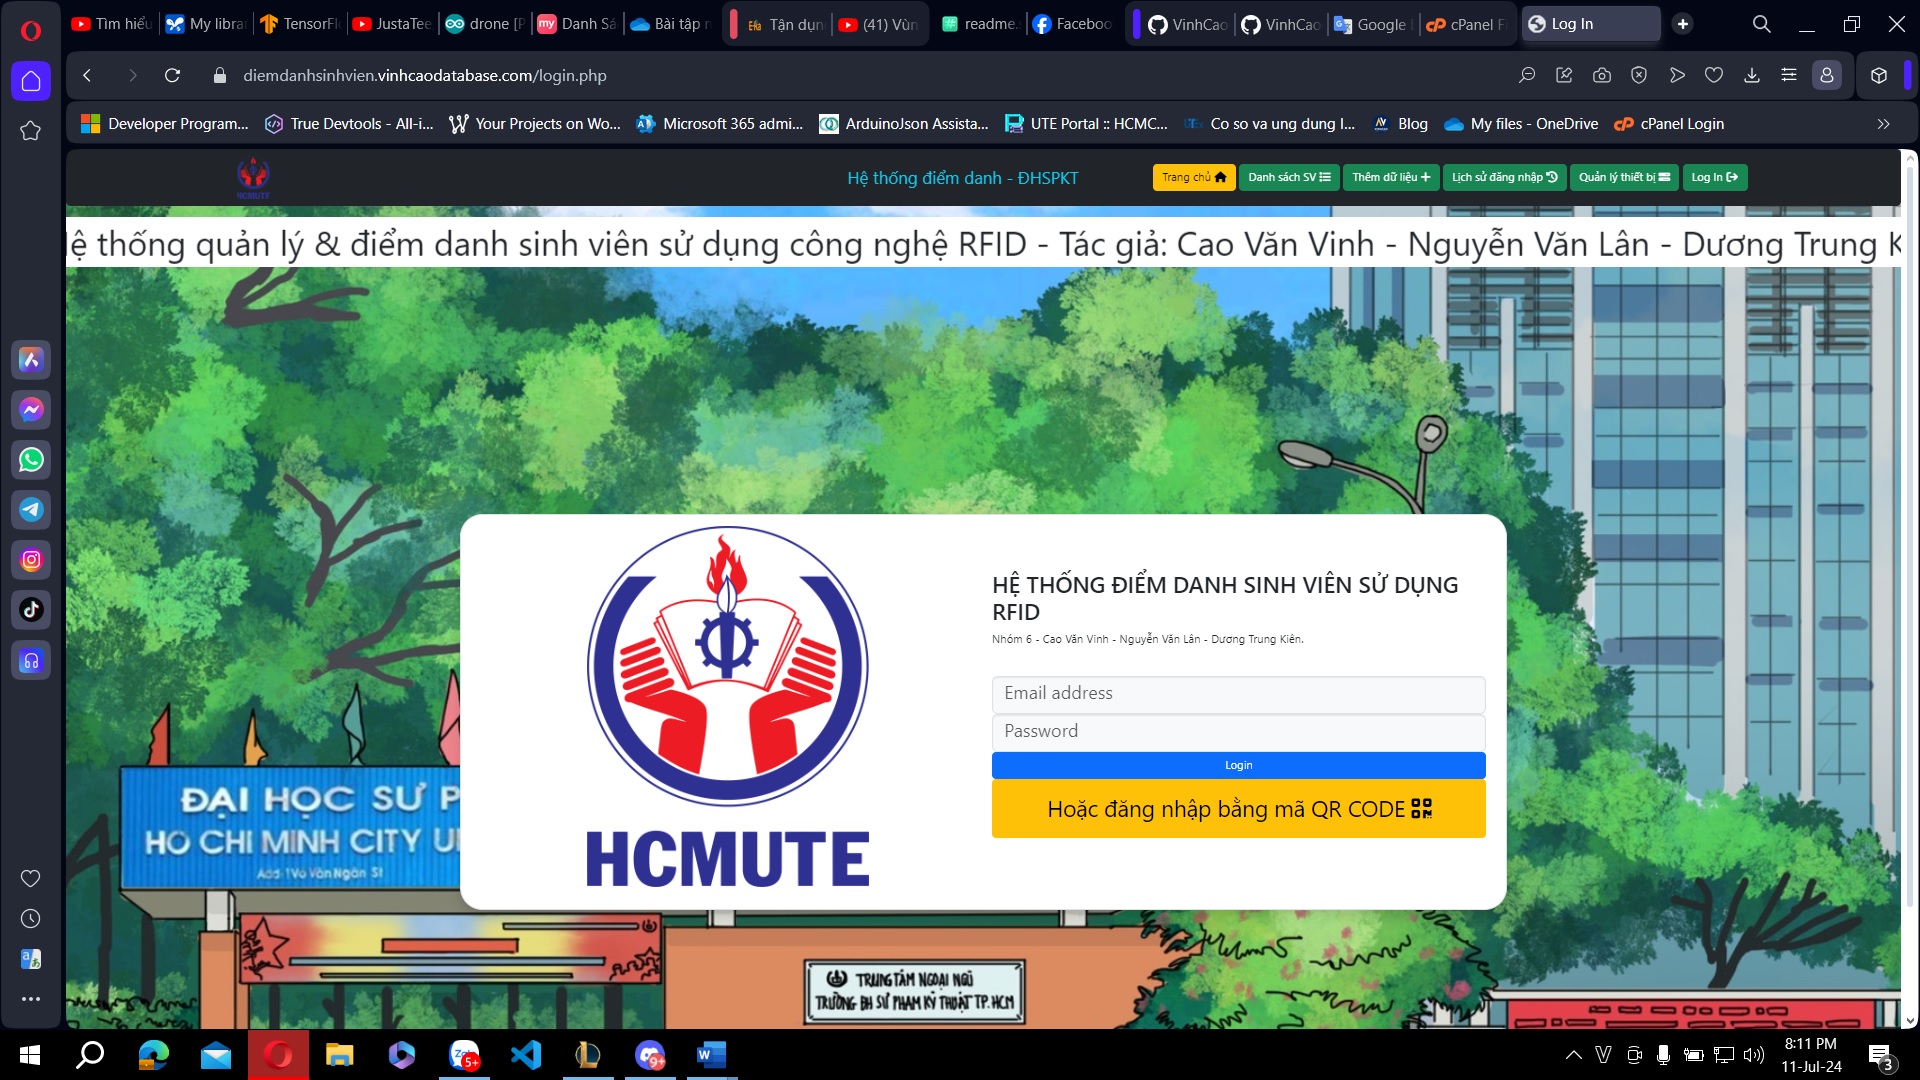 Tìm hiểu
My libra
TensorFl
JustaTee
drone [P
Danh Sá
Bài tập n
Tận dụn
(41) Vùn
readme.
Faceboo
VinhCao
VinhCao
Google
cPanel F
Log In
diemdanhsinhvien.vinhcaodatabase.com/login.php
Developer Program...
True Devtools - All-i...
Your Projects on Wo...
Microsoft 365 admi...
ArduinoJson Assista...
UTE Portal :: HCMC...
Co so va ung dung I...
Blog
My files - OneDrive
cPanel Login
HCMUTE
Hệ thống điểm danh - ĐHSPKT
Trang chủ
Danh sách SV
Thêm dữ liệu
Lịch sử đăng nhập
Quản lý thiết bị
Log In
Hệ thống quản lý & điểm danh sinh viên sử dụng công nghệ RFID - Tác giả: Cao Văn Vinh - Nguyễn Văn Lân - Dương Trung K
HỆ THỐNG ĐIỂM DANH SINH VIÊN SỬ DỤNG
RFID
Nhóm 6 - Cao Văn Vinh - Nguyễn Văn Lân - Dương Trung Kiên.
Email address
Password
Login
Hoặc đăng nhập bằng mã QR CODE
HCMUTE
ĐẠI HỌC SƯ P
HO CHI MINH CITY U
Add-1 Vo Van Ngân St
TRUNG TÂM NGOẠI NGỮ
TRƯỜNG ĐH SƯ PHẠM KỸ THUẬT TP.HCM
5+
9+
8:11 PM
11-Jul-24
3